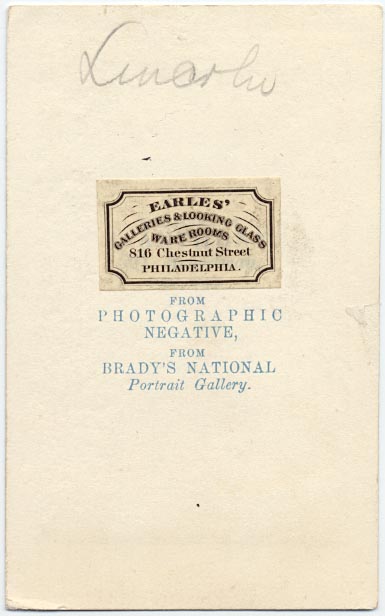 Lincoln
EARLES'
GALLERIES & LOOKING GLASS
WARE ROOMS
816 Chestnut Street
PHILADELPHIA.
FROM
PHOTOGRAPHIC
NEGATIVE,
FROM
BRADY'S NATIONAL
Portrait Gallery.